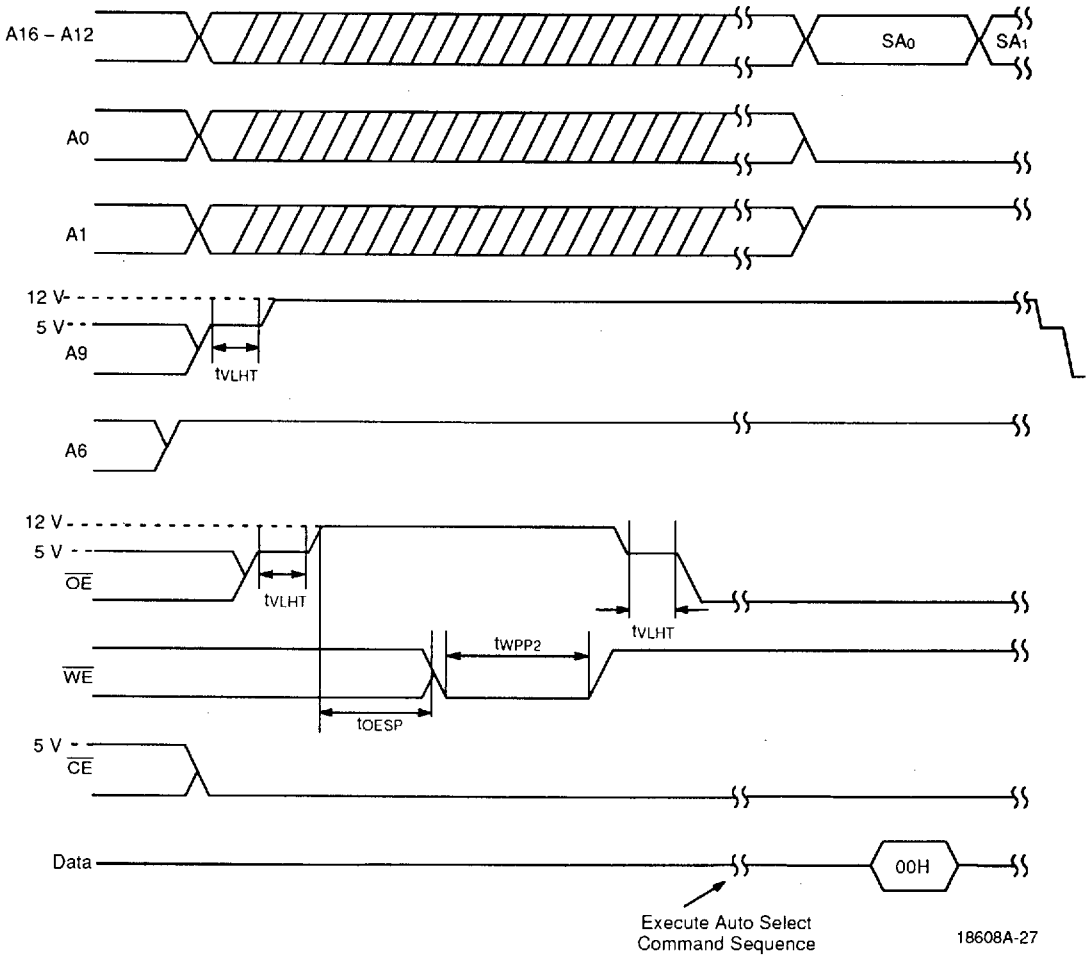 A16 – A12
SA0
SA1
A0
A1
12 V
5 V
A9
tVLHT
A6
12 V
5 V
OE
tVLHT
tVLHT
tWPP2
WE
tOESP
5 V
CE
Data
00H
Execute Auto Select
Command Sequence
18608A-27